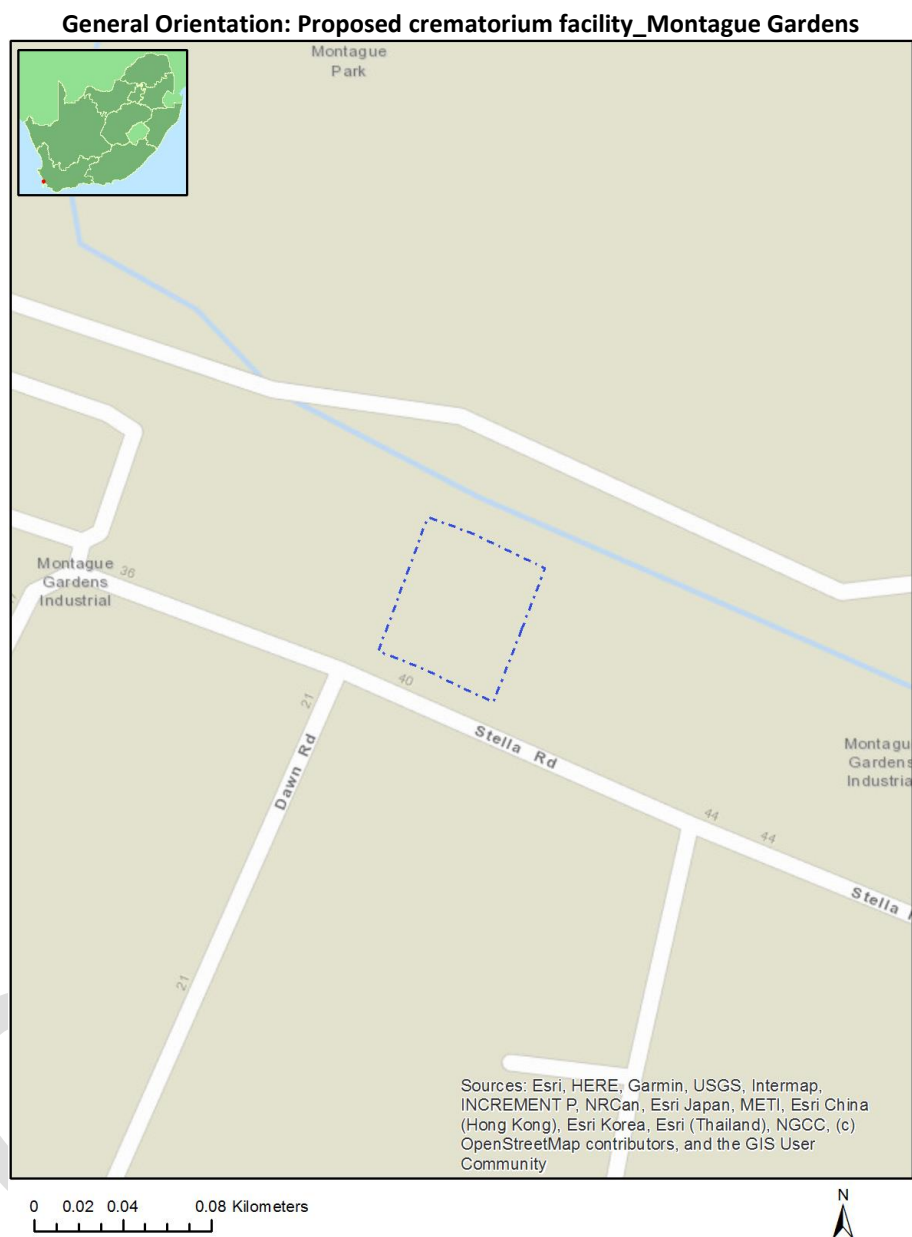 General Orientation: Proposed crematorium facility_Montague Gardens
Montague
Park
Montague
Gardens
Industrial
36
21
40
Dawn Rd
Stella Rd
Montagu
Gardens
Industria
44
44
Stella
21
Sources: Esri, HERE, Garmin, USGS, Intermap,
INCREMENT P, NRCan, Esri Japan, METI, Esri China
(Hong Kong), Esri Korea, Esri (Thailand), NGCC, (c)
OpenStreetMap contributors, and the GIS User
Community
0 0.02 0.04 0.08 Kilometers
N